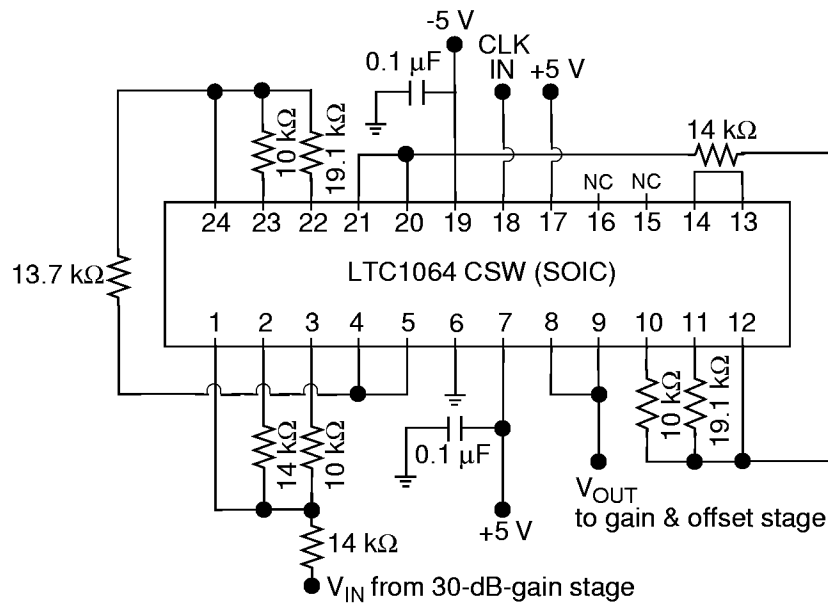 -5 V
CLK
IN
+5 V
0.1 μF
10 kΩ
19.1 kΩ
14 kΩ
NC
NC
24 23 22 21 20 19 18 17 16 15 14 13
13.7 kΩ
LTC1064 CSW (SOIC)
1 2 3 4 5 6 7 8 9 10 11 12
14 kΩ
10 kΩ
0.1 μF
10 kΩ
19.1 kΩ
+5 V
VOUT
to gain & offset stage
14 kΩ
VIN from 30-dB-gain stage